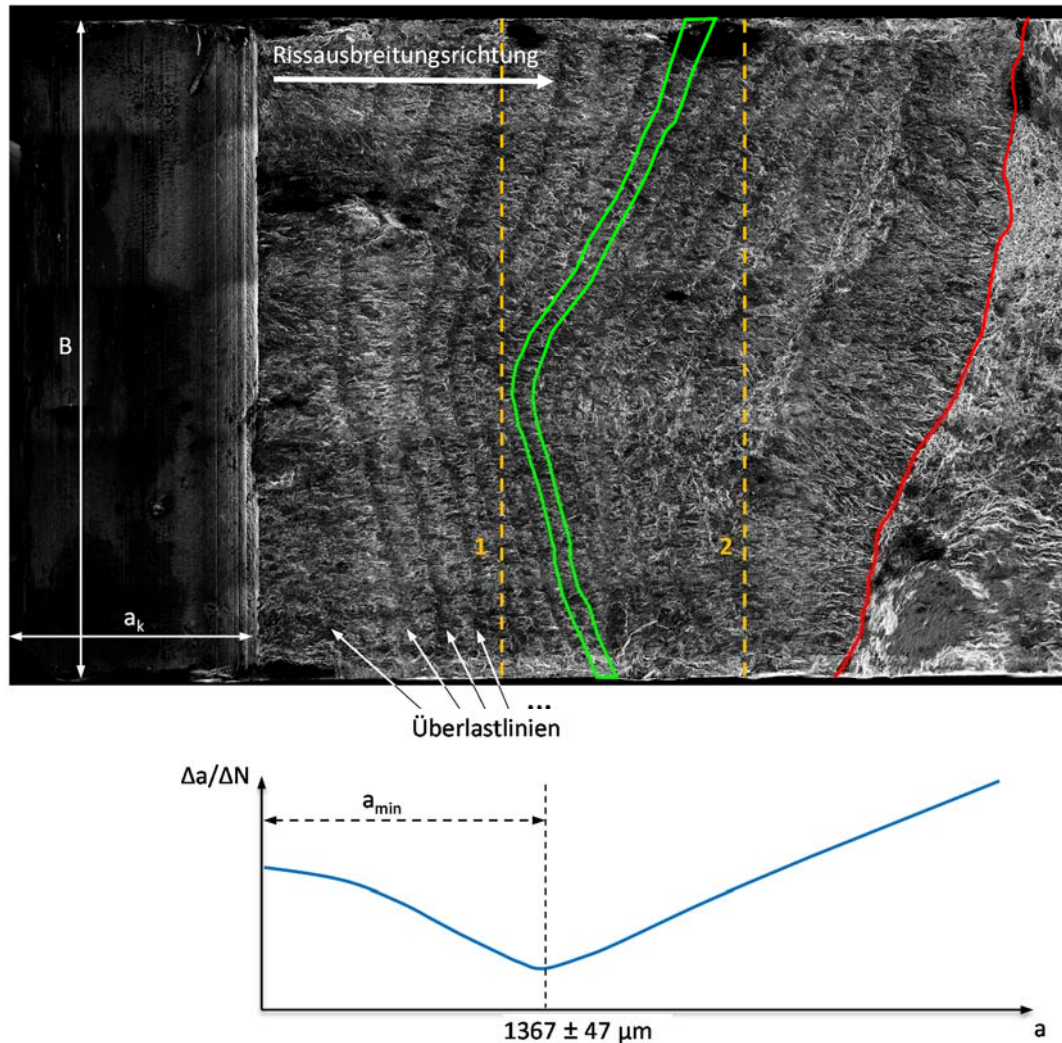 Rissausbreitungsrichtung
B
1
2
a_k
...
Überlastlinien
Δa/ΔN
a_min
1367 ± 47 μm
a